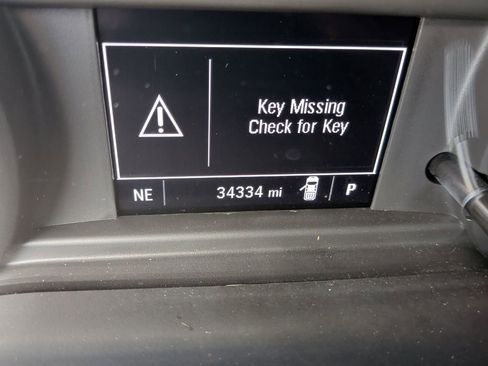 Key Missing
Check for Key
NE 34334 mi P